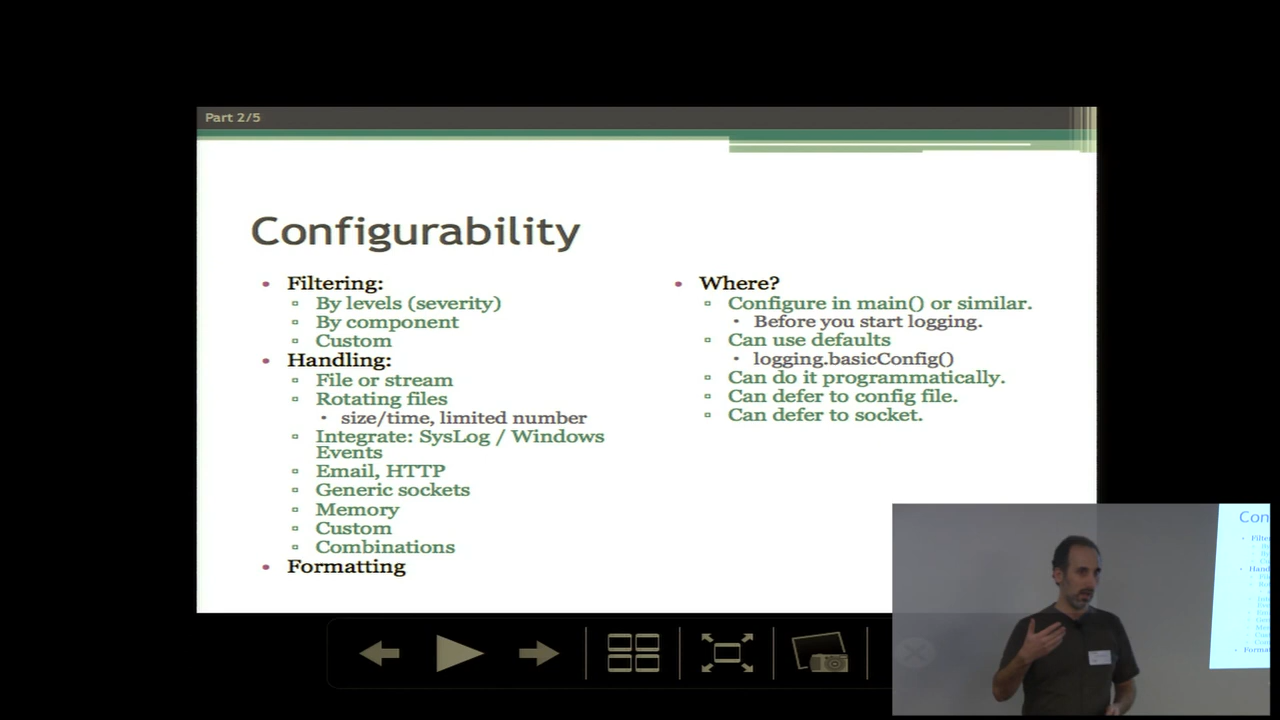 Part 2/5
Configurability
Filtering:
By levels (severity)
By component
Custom
Handling:
File or stream
Rotating files
size/time, limited number
Integrate: SysLog / Windows
Events
Email, HTTP
Generic sockets
Memory
Custom
Combinations
Formatting
Where?
Configure in main() or similar.
Before you start logging.
Can use defaults
logging.basicConfig()
Can do it programmatically.
Can defer to config file.
Can defer to socket.
Con